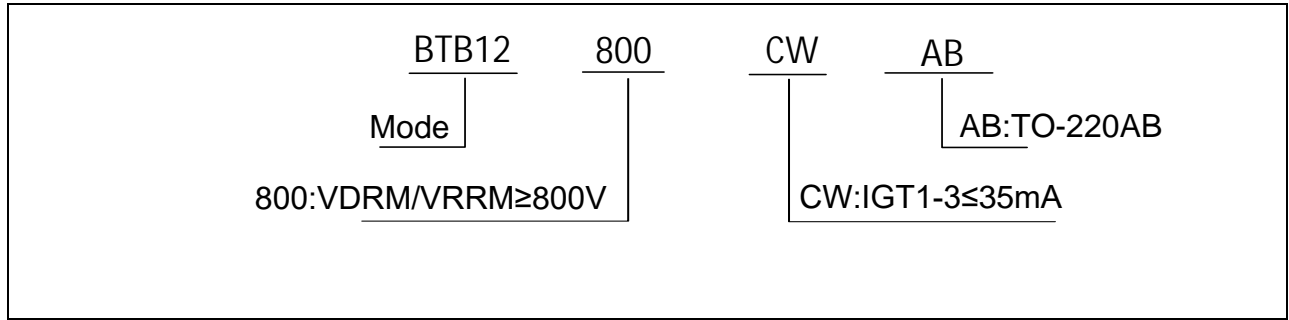 BTB12 800 CW AB
Mode AB:TO-220AB
800:VDRM/VRRM≥800V CW:IGT1-3≤35mA